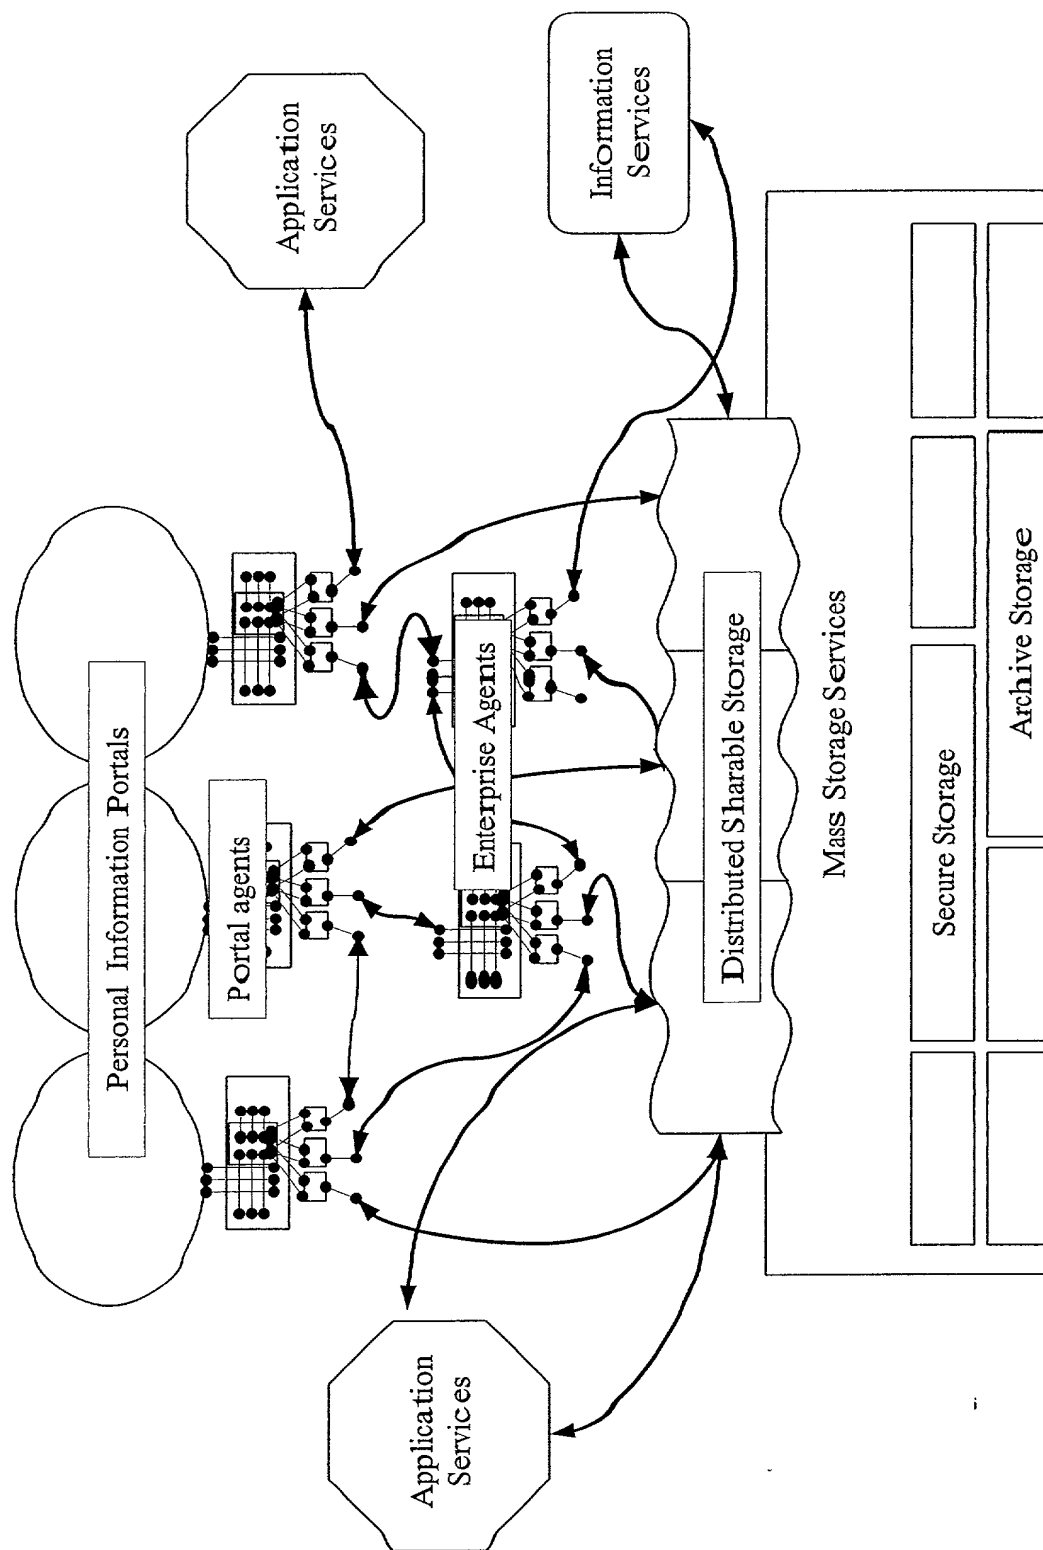 Personal Information Portals
Portal agents
Application
Services
Enterprise Agents
Application
Services
Information
Services
Distributed Sharable Storage
Mass Storage Services
Secure Storage
Archive Storage